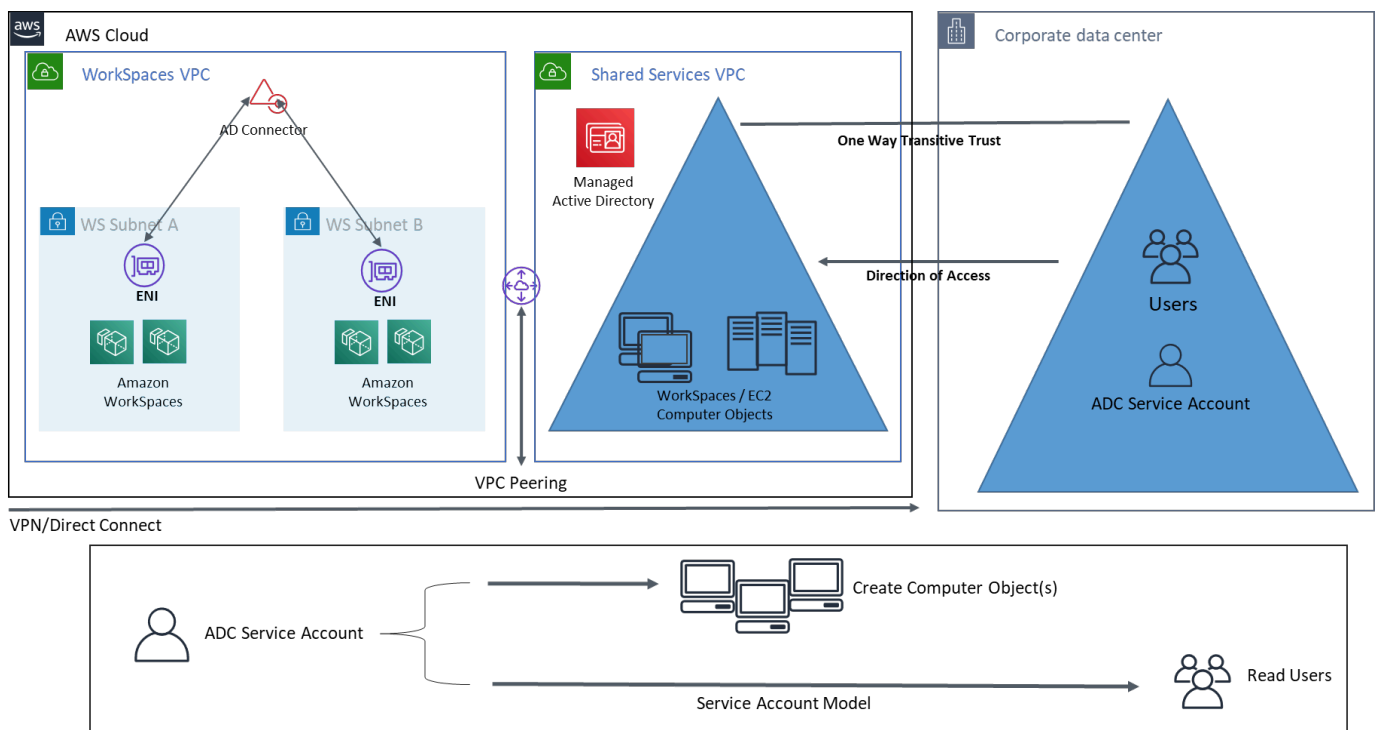 aws
AWS Cloud
WorkSpaces VPC
AD Connector
WS Subnet A
ENI
Amazon
WorkSpaces
WS Subnet B
ENI
Amazon
WorkSpaces
Shared Services VPC
Managed
Active Directory
WorkSpaces / EC2
Computer Objects
VPC Peering
One Way Transitive Trust
Direction of Access
Corporate data center
Users
ADC Service Account
VPN/Direct Connect
ADC Service Account
Create Computer Object(s)
Service Account Model
Read Users